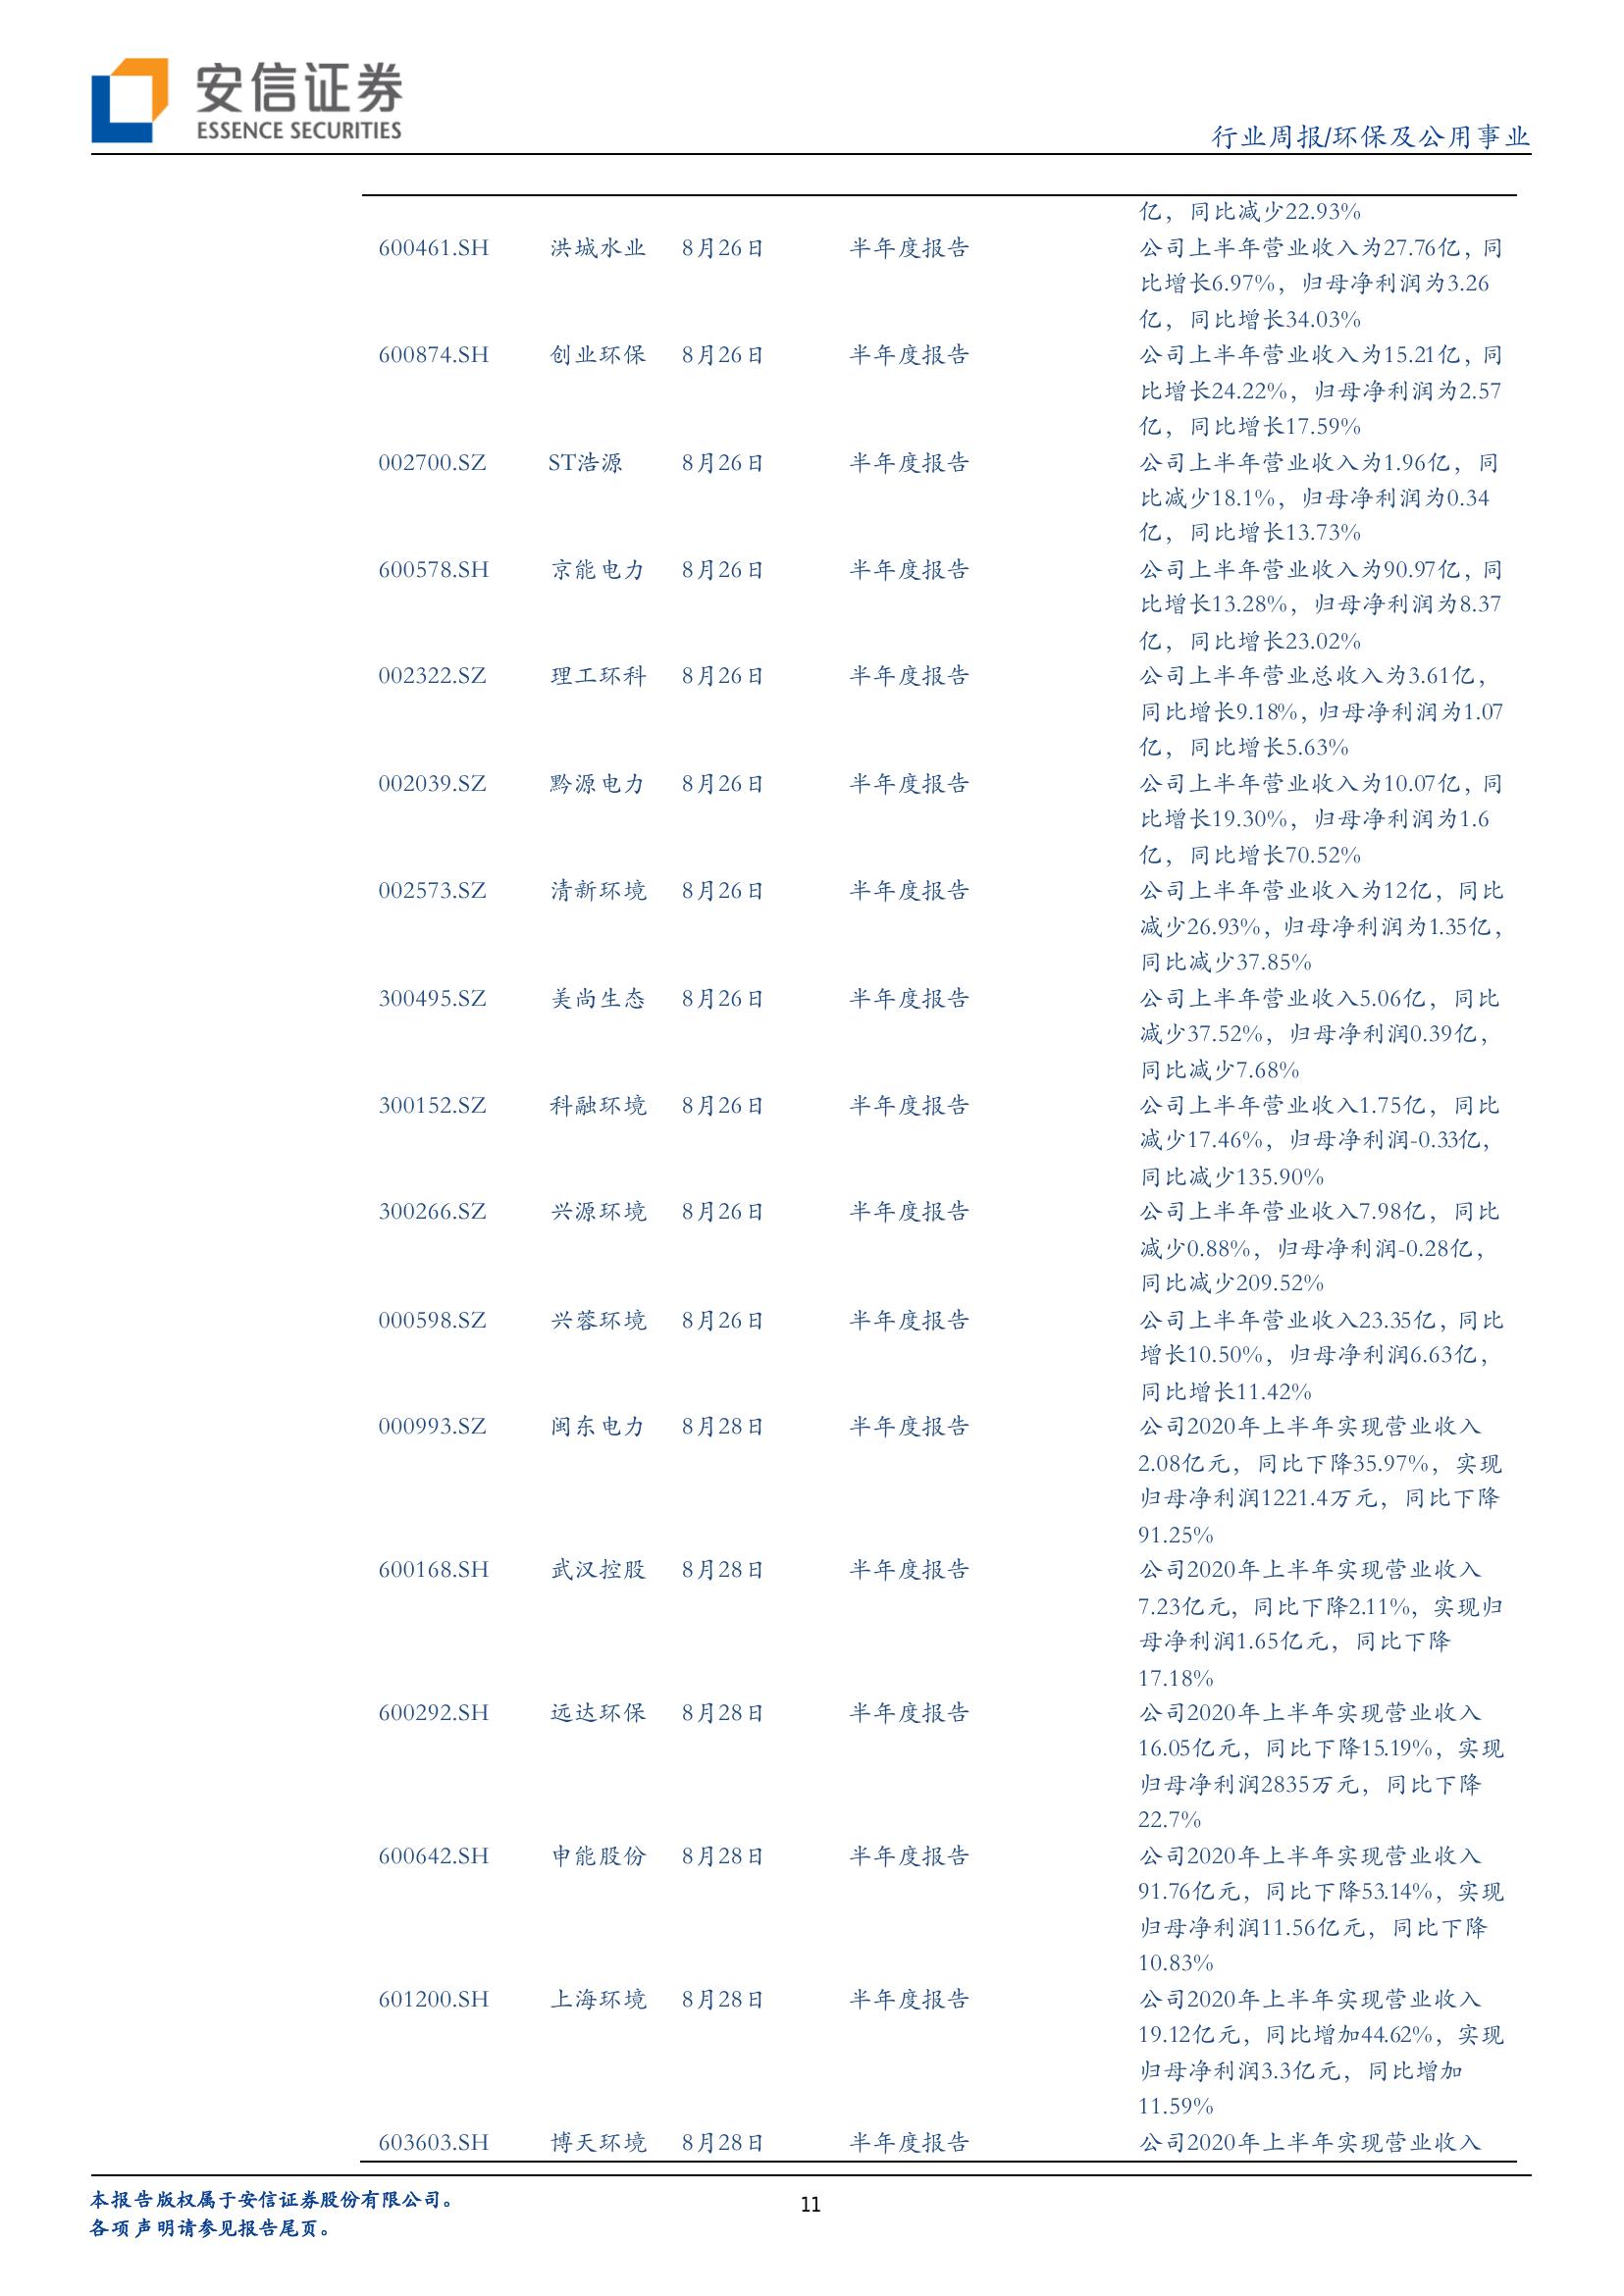 安信证券
ESSENCE SECURITIES
行业周报/环保及公用事业
亿，同比减少22.93%
600461.SH 洪城水业 8月26日 半年度报告 公司上半年营业收入为27.76亿，同
比增长6.97%，归母净利润为3.26
亿，同比增长34.03%
600874.SH 创业环保 8月26日 半年度报告 公司上半年营业收入为15.21亿，同
比增长24.22%，归母净利润为2.57
亿，同比增长17.59%
002700.SZ ST浩源 8月26日 半年度报告 公司上半年营业收入为1.96亿，同
比减少18.1%，归母净利润为0.34
亿，同比增长13.73%
600578.SH 京能电力 8月26日 半年度报告 公司上半年营业收入为90.97亿，同
比增长13.28%，归母净利润为8.37
亿，同比增长23.02%
002322.SZ 理工环科 8月26日 半年度报告 公司上半年营业总收入为3.61亿，
同比增长9.18%，归母净利润为1.07
亿，同比增长5.63%
002039.SZ 黔源电力 8月26日 半年度报告 公司上半年营业收入为10.07亿，同
比增长19.30%，归母净利润为1.6
亿，同比增长70.52%
002573.SZ 清新环境 8月26日 半年度报告 公司上半年营业收入为12亿，同比
减少26.93%，归母净利润为1.35亿，
同比减少37.85%
300495.SZ 美尚生态 8月26日 半年度报告 公司上半年营业收入5.06亿，同比
减少37.52%，归母净利润0.39亿，
同比减少7.68%
300152.SZ 科融环境 8月26日 半年度报告 公司上半年营业收入1.75亿，同比
减少17.46%，归母净利润-0.33亿，
同比减少135.90%
300266.SZ 兴源环境 8月26日 半年度报告 公司上半年营业收入7.98亿，同比
减少0.88%，归母净利润-0.28亿，
同比减少209.52%
000598.SZ 兴蓉环境 8月26日 半年度报告 公司上半年营业收入23.35亿，同比
增长10.50%，归母净利润6.63亿，
同比增长11.42%
000993.SZ 闽东电力 8月28日 半年度报告 公司2020年上半年实现营业收入
2.08亿元，同比下降35.97%，实现
归母净利润1221.4万元，同比下降
91.25%
600168.SH 武汉控股 8月28日 半年度报告 公司2020年上半年实现营业收入
7.23亿元，同比下降2.11%，实现归
母净利润1.65亿元，同比下降
17.18%
600292.SH 远达环保 8月28日 半年度报告 公司2020年上半年实现营业收入
16.05亿元，同比下降15.19%，实现
归母净利润2835万元，同比下降
22.7%
600642.SH 申能股份 8月28日 半年度报告 公司2020年上半年实现营业收入
91.76亿元，同比下降53.14%，实现
归母净利润11.56亿元，同比下降
10.83%
601200.SH 上海环境 8月28日 半年度报告 公司2020年上半年实现营业收入
19.12亿元，同比增加44.62%，实现
归母净利润3.3亿元，同比增加
11.59%
603603.SH 博天环境 8月28日 半年度报告 公司2020年上半年实现营业收入
本报告版权属于安信证券股份有限公司。
各项声明请参见报告尾页。
11